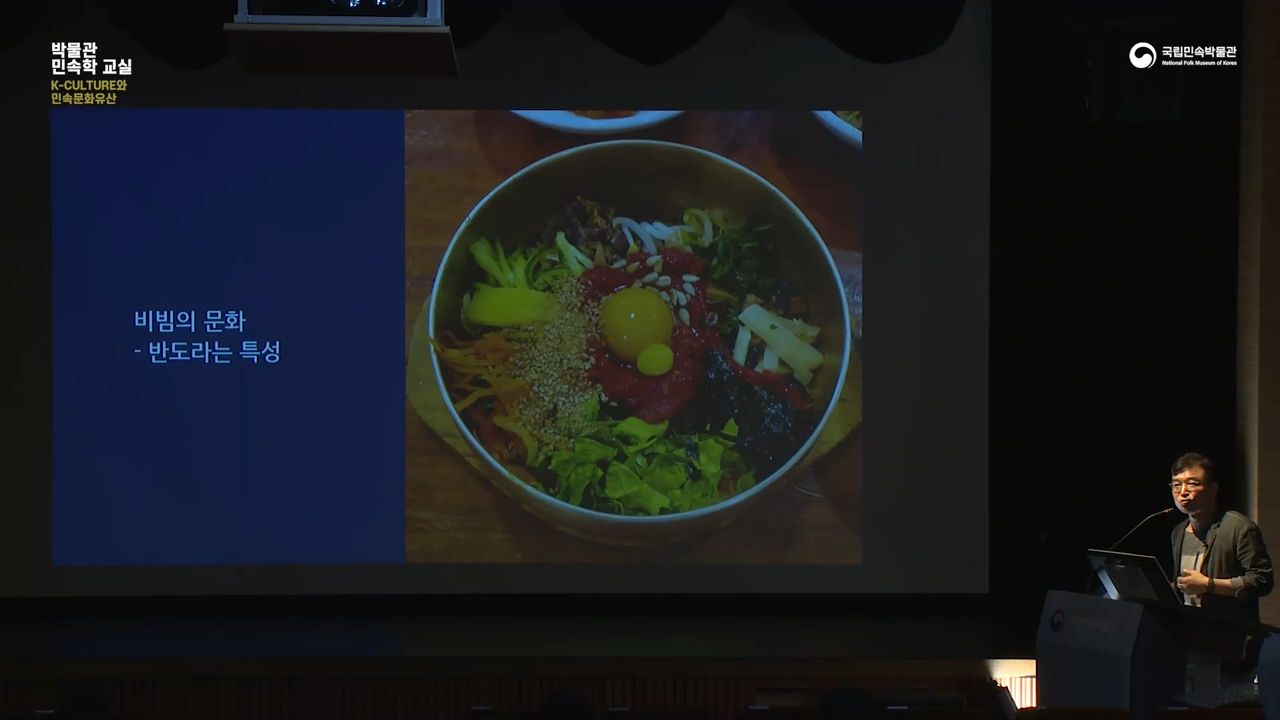 박물관
민속학 교실
K-CULTURE와
민속문화유산
국립민속박물관
National Folk Museum of Korea
비빔의 문화
- 반도라는 특성